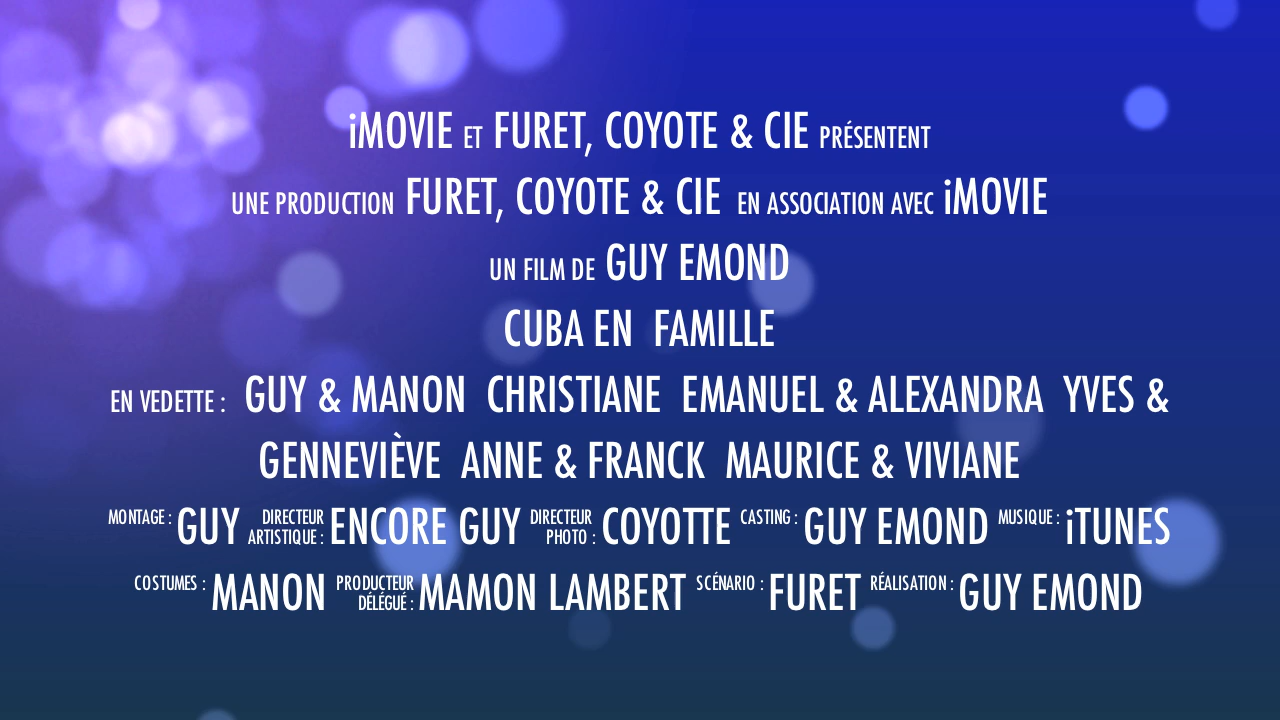 iMOVIE ET FURET, COYOTE & CIE PRÉSENTENT
UNE PRODUCTION FURET, COYOTE & CIE EN ASSOCIATION AVEC iMOVIE
UN FILM DE GUY EMOND
CUBA EN FAMILLE
EN VEDETTE : GUY & MANON CHRISTIANE EMANUEL & ALEXANDRA YVES &
GENNEVIÈVE ANNE & FRANCK MAURICE & VIVIANE
MONTAGE : GUY DIRECTEUR ARTISTIQUE : ENCORE GUY DIRECTEUR PHOTO : COYOTTE CASTING : GUY EMOND MUSIQUE : iTUNES
COSTUMES : MANON PRODUCTEUR DÉLÉGUÉ : MAMON LAMBERT SCÉNARIO : FURET RÉALISATION : GUY EMOND